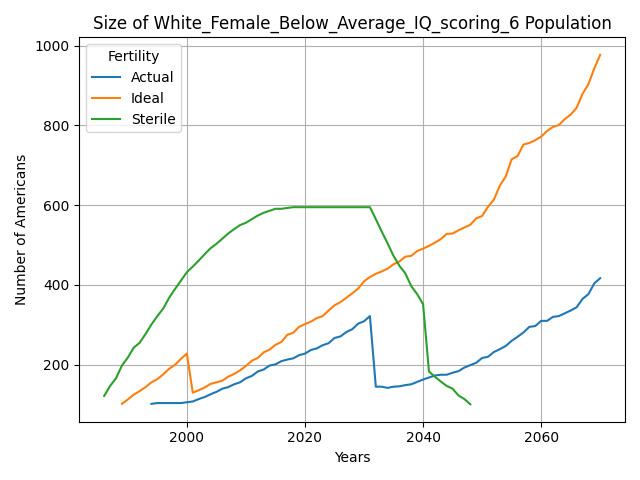 Size of White_Female_Below_Average_IQ_scoring_6 Population
Fertility
Actual
Ideal
Sterile
Number of Americans
1000
800
600
400
200
2000
2020
2040
2060
Years